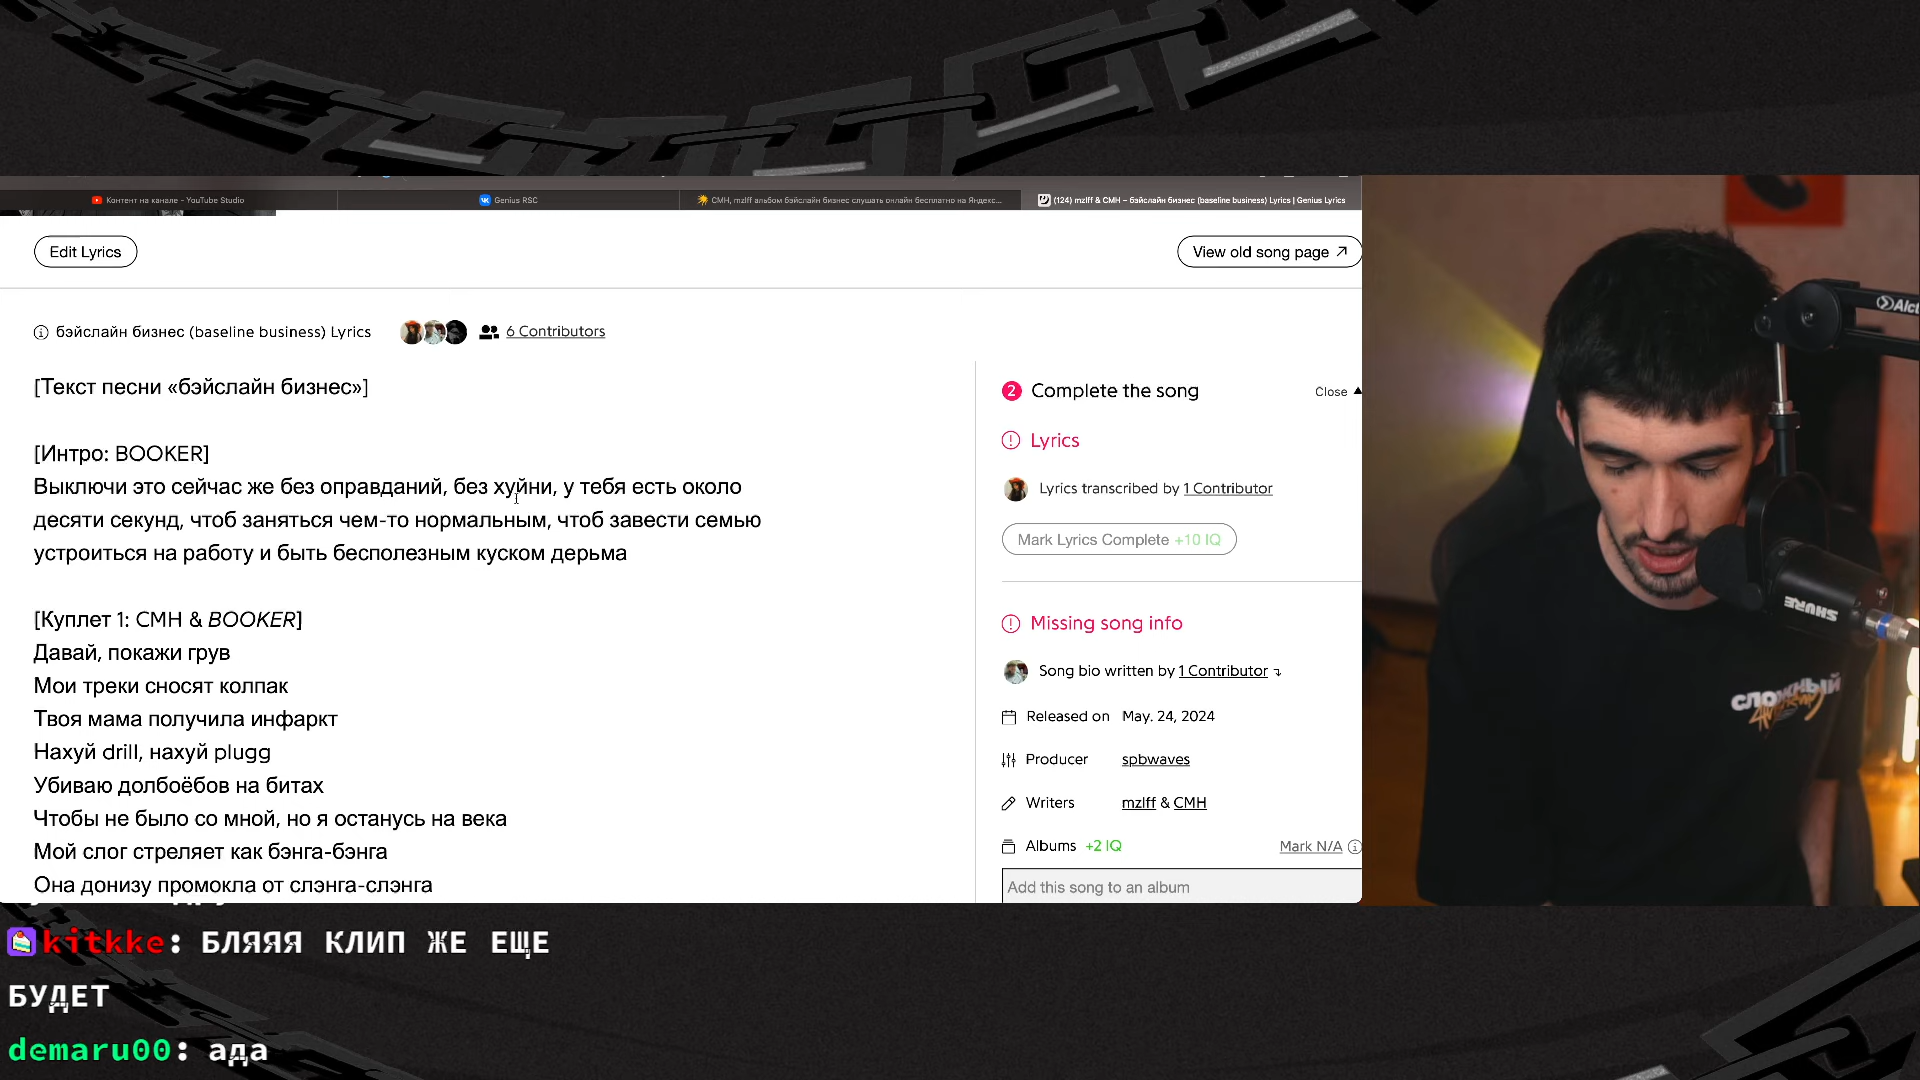 Контент на канале – YouTube Studio
Genius RSC
CMH, mzlff альбом бэйслайн бизнес слушать онлайн бесплатно на Яндекс...
(124) mzlff & CMH – бэйслайн бизнес (baseline business) Lyrics | Genius Lyrics
Edit Lyrics
View old song page
бэйслайн бизнес (baseline business) Lyrics
6 Contributors
[Текст песни «бэйслайн бизнес»]
[Интро: BOOKER]
Выключи это сейчас же без оправданий, без хуйни, у тебя есть около
десяти секунд, чтоб заняться чем-то нормальным, чтоб завести семью
устроиться на работу и быть бесполезным куском дерьма
[Куплет 1: CMH & BOOKER]
Давай, покажи грув
Мои треки сносят колпак
Твоя мама получила инфаркт
Нахуй drill, нахуй plugg
Убиваю долбоёбов на битах
Чтобы не было со мной, но я останусь на века
Мой слог стреляет как бэнга-бэнга
Она донизу промокла от слэнга-слэнга
2 Complete the song
Close
Lyrics
Lyrics transcribed by 1 Contributor
Mark Lyrics Complete +10 IQ
Missing song info
Song bio written by 1 Contributor
Released on May. 24, 2024
Producer spbwaves
Writers mzlff & CMH
Albums +2 IQ
Mark N/A
Add this song to an album
SHURE
СЛОЖНЫЙ
kitkke: БЛЯЯЯ КЛИП ЖЕ ЕЩЕ
БУДЕТ
demaru00: ада